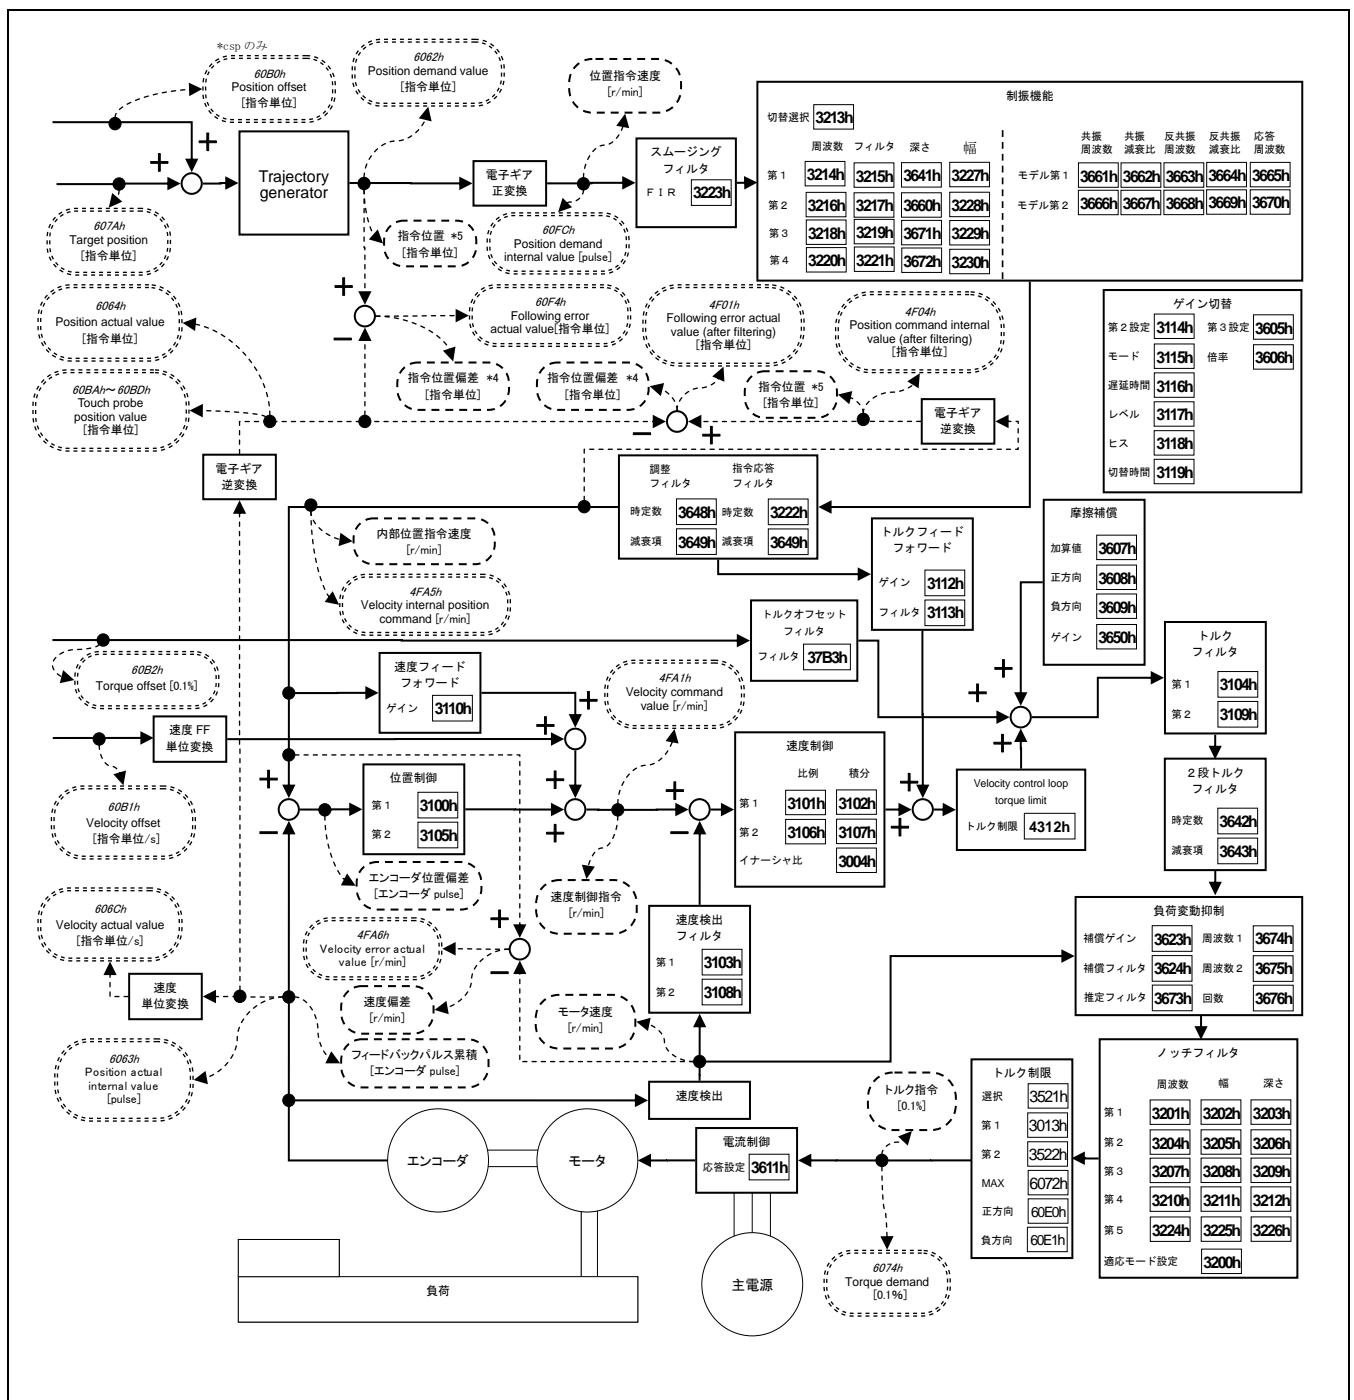 *csp のみ
60B0h
Position offset
[指令単位]
6062h
Position demand value
[指令単位]
位置指令速度
[r/min]
制振機能
切替選択 3213h
周波数 フィルタ 深さ 幅
第1 3214h 3215h 3641h 3227h
第2 3216h 3217h 3660h 3228h
第3 3218h 3219h 3671h 3229h
第4 3220h 3221h 3672h 3230h
共振 共振 反共振 反共振 応答
周波数 減衰比 周波数 減衰比 周波数
モデル第1 3661h 3662h 3663h 3664h 3665h
モデル第2 3666h 3667h 3668h 3669h 3670h
+
+
Trajectory
generator
電子ギア
正変換
スムージング
フィルタ
FIR 3223h
607Ah
Target position
[指令単位]
指令位置 *5
[指令単位]
60FCh
Position demand
internal value [pulse]
6064h
Position actual value
[指令単位]
+
−
60F4h
Following error
actual value[指令単位]
4F01h
Following error actual
value (after filtering)
[指令単位]
4F04h
Position command internal
value (after filtering)
[指令単位]
ゲイン切替
第2設定 3114h 第3設定 3605h
モード 3115h 倍率 3606h
遅延時間 3116h
レベル 3117h
ヒス 3118h
切替時間 3119h
60BAh～60BDh
Touch probe
position value
[指令単位]
指令位置偏差 *4
[指令単位]
指令位置偏差 *4
[指令単位]
指令位置 *5
[指令単位]
−
+
電子ギア
逆変換
電子ギア
逆変換
調整 指令応答
フィルタ フィルタ
時定数 3648h 時定数 3222h
減衰項 3649h 減衰項 3649h
内部位置指令速度
[r/min]
4FA5h
Velocity internal position
command [r/min]
トルクフィード
フォワード
ゲイン 3112h
フィルタ 3113h
摩擦補償
加算値 3607h
正方向 3608h
負方向 3609h
ゲイン 3650h
トルクオフセット
フィルタ
フィルタ 37B3h
トルク
フィルタ
第1 3104h
第2 3109h
60B2h
Torque offset [0.1%]
速度フィード
フォワード
ゲイン 3110h
4FA1h
Velocity command
value [r/min]
+
+
+
+
+
速度 FF
単位変換
速度制御
比例 積分
第1 3101h 3102h
第2 3106h 3107h
イナーシャ比 3004h
Velocity control loop
torque limit
トルク制限 4312h
2段トルク
フィルタ
時定数 3642h
減衰項 3643h
+
−
位置制御
第1 3100h
第2 3105h
+
+
+
−
+
+
60B1h
Velocity offset
[指令単位/s]
エンコーダ位置偏差
[エンコーダ pulse]
速度制御指令
[r/min]
606Ch
Velocity actual value
[指令単位/s]
4FA6h
Velocity error actual
value [r/min]
+
−
速度検出
フィルタ
第1 3103h
第2 3108h
負荷変動抑制
補償ゲイン 3623h 周波数1 3674h
補償フィルタ 3624h 周波数2 3675h
推定フィルタ 3673h 回数 3676h
速度
単位変換
速度偏差
[r/min]
モータ速度
[r/min]
6063h
Position actual
internal value
[pulse]
フィードバックパルス累積
[エンコーダ pulse]
速度検出
トルク指令
[0.1%]
トルク制限
選択 3521h
第1 3013h
第2 3522h
MAX 6072h
正方向 60E0h
負方向 60E1h
ノッチフィルタ
周波数 幅 深さ
第1 3201h 3202h 3203h
第2 3204h 3205h 3206h
第3 3207h 3208h 3209h
第4 3210h 3211h 3212h
第5 3224h 3225h 3226h
適応モード設定 3200h
エンコーダ
モータ
電流制御
応答設定 3611h
6074h
Torque demand
[0.1%]
主電源
負荷